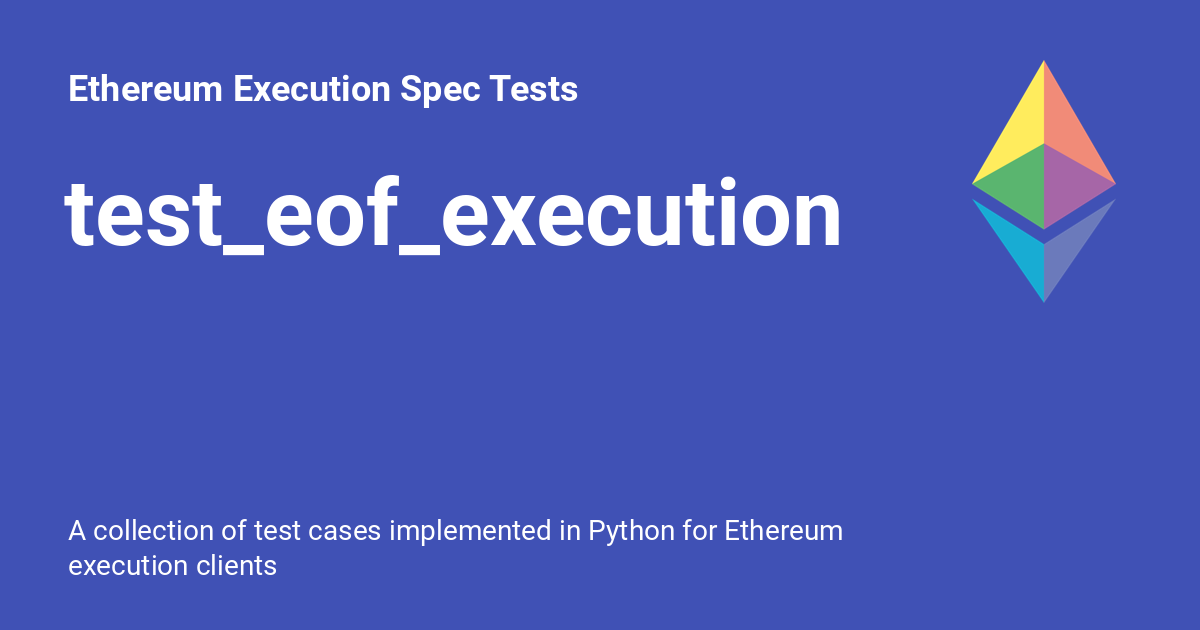 Ethereum Execution Spec Tests
test_eof_execution
A collection of test cases implemented in Python for Ethereum
execution clients